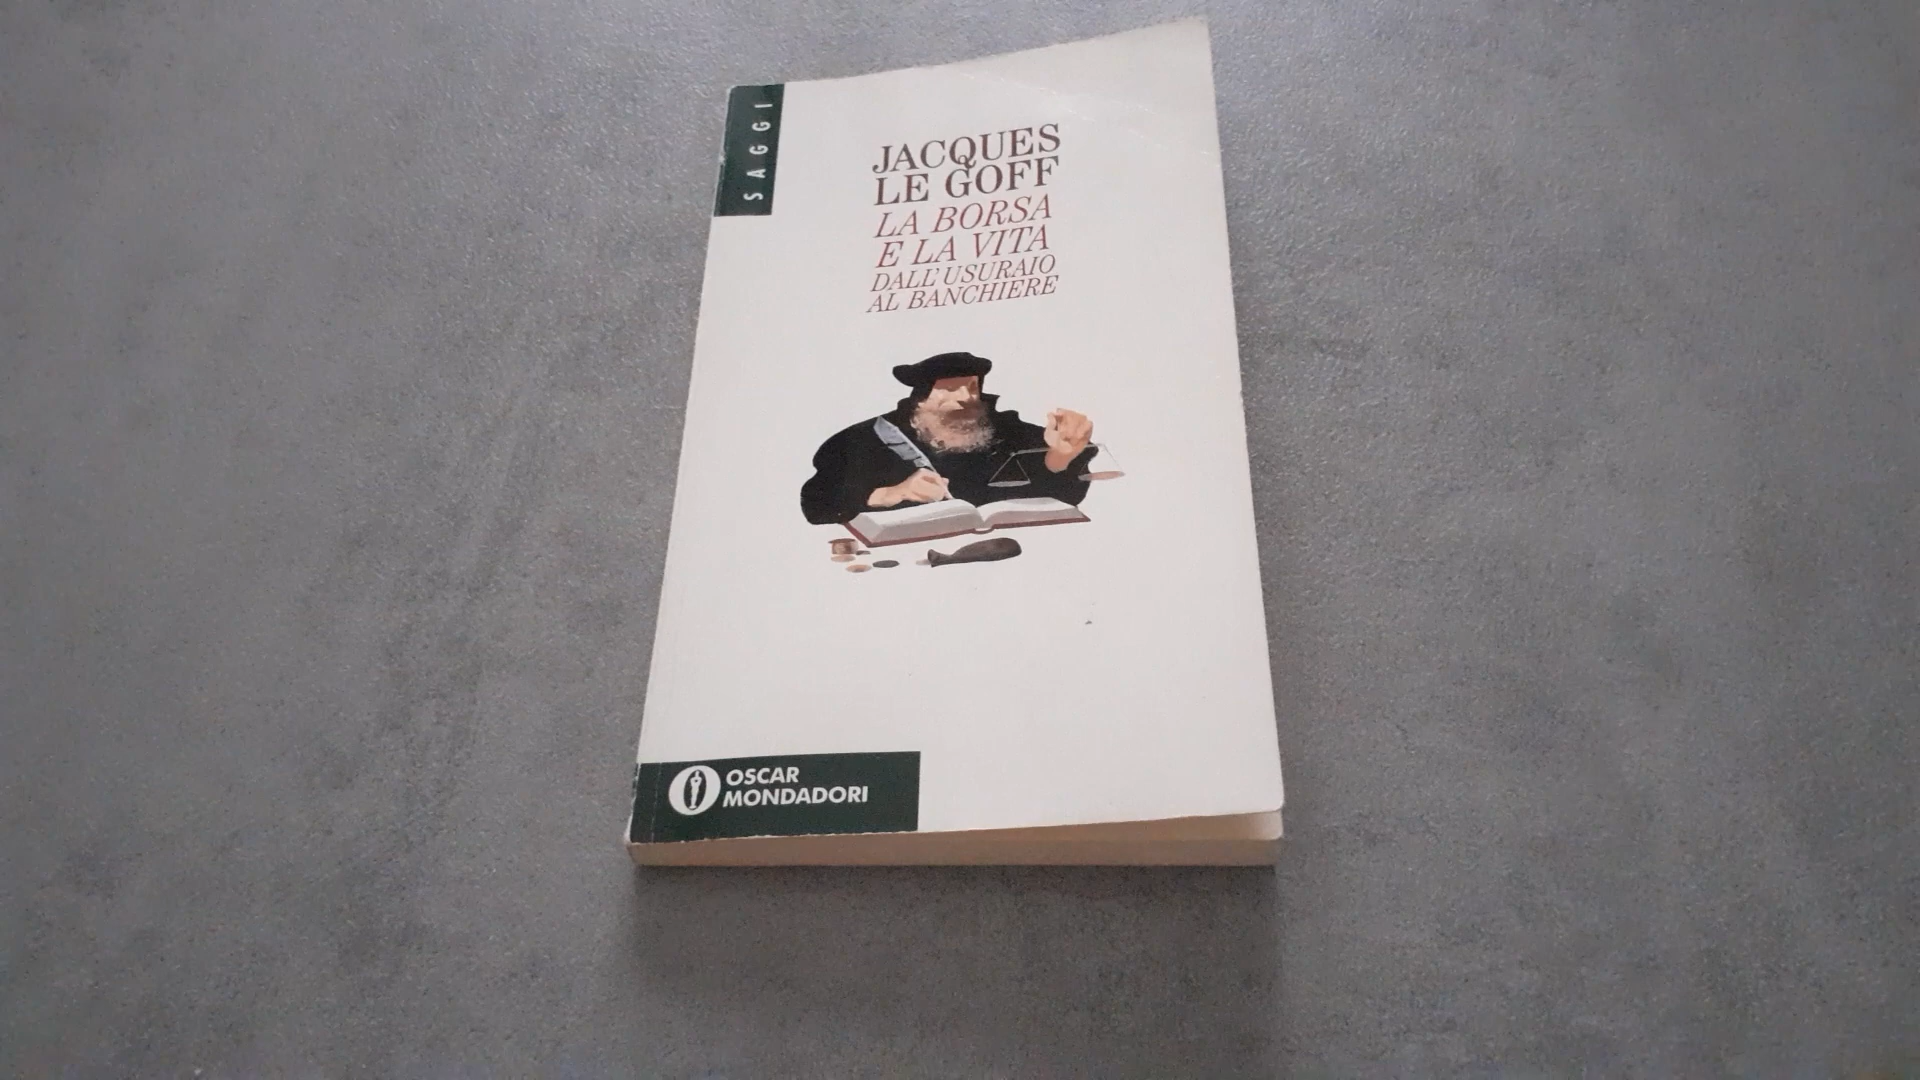 SAGGI
JACQUES
LE GOFF
LA BORSA
E LA VITA
DALL'USURAIO
AL BANCHIERE
OSCAR
MONDADORI